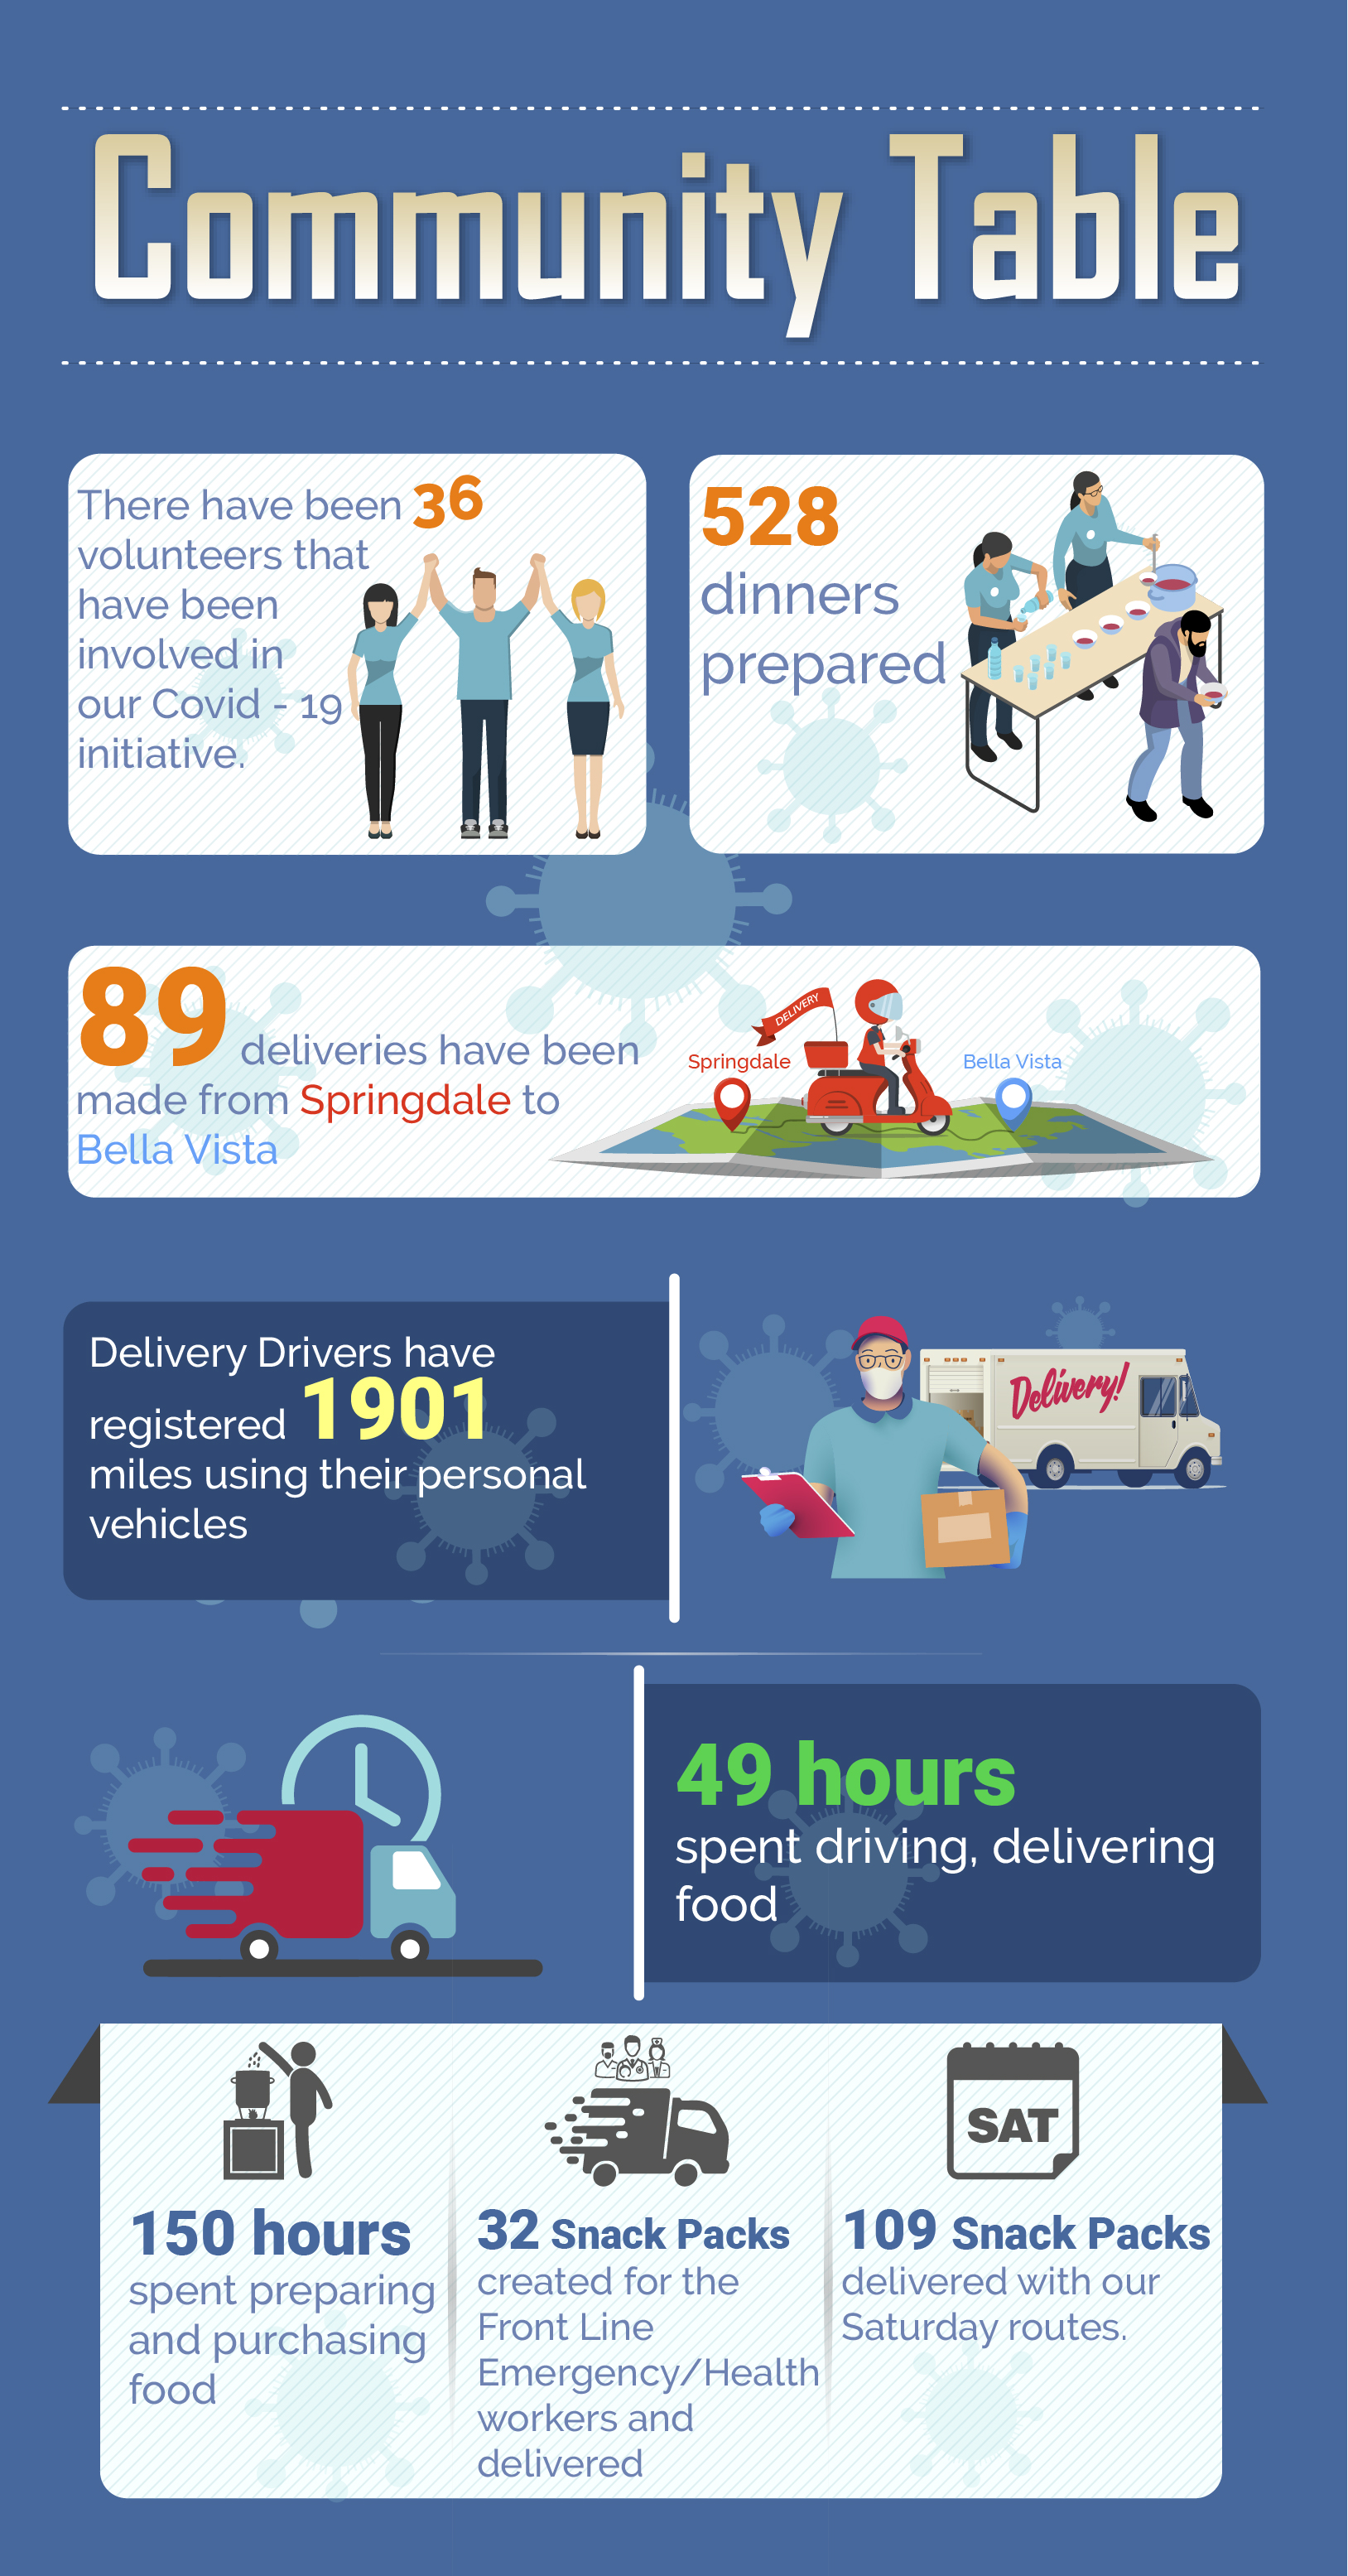 Community Table
There have been 36
volunteers that
have been
involved in
our Covid - 19
initiative.
528
dinners
prepared
89 deliveries have been
made from Springdale to
Bella Vista
DELIVERY
Springdale
Bella Vista
Delivery Drivers have
registered 1901
miles using their personal
vehicles
Delivery!
49 hours
spent driving, delivering
food
150 hours
spent preparing
and purchasing
food
32 Snack Packs
created for the
Front Line
Emergency/Health
workers and
delivered
SAT
109 Snack Packs
delivered with our
Saturday routes.